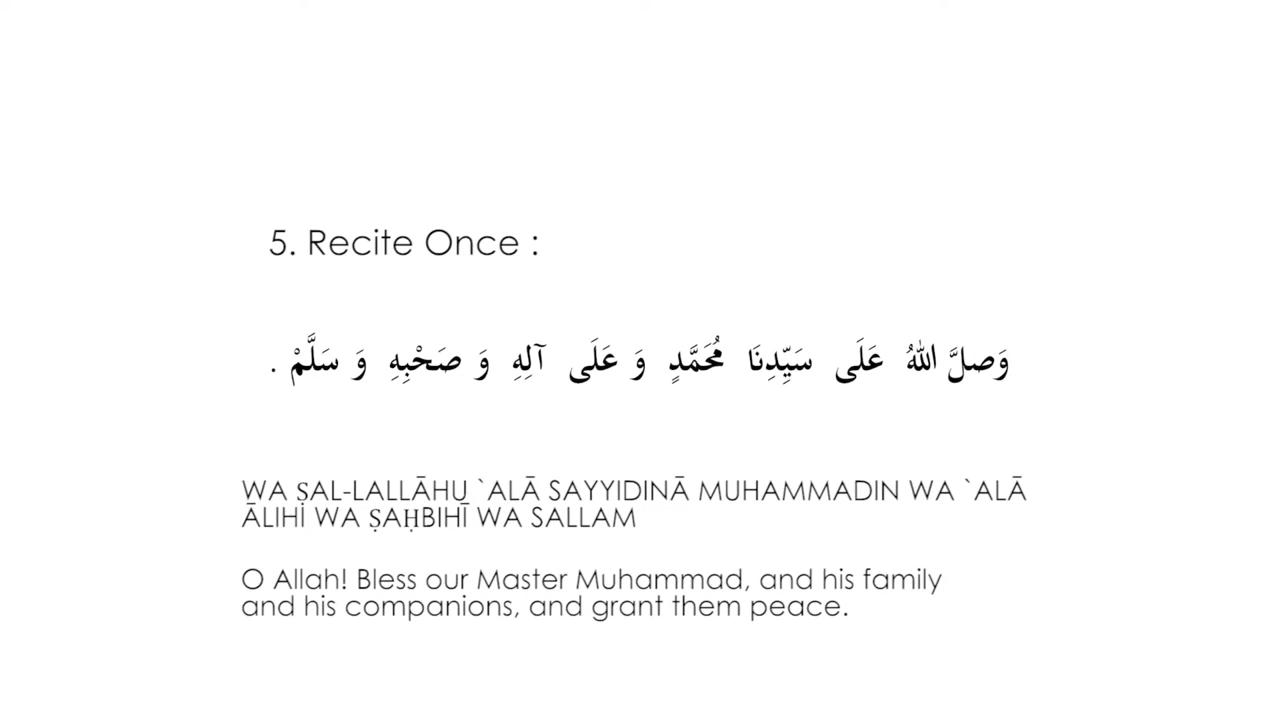 5. Recite Once :
وَصلَّ اللهُ عَلَى سَيِّدِنَا مُحَمَّدٍ وَ عَلَى آلِهِ وَ صَحْبِهِ وَ سَلَّمْ .
WA ṢAL-LALLĀHU `ALĀ SAYYIDINĀ MUHAMMADIN WA `ALĀ
ĀLIHI WA ṢAḤBIHĪ WA SALLAM
O Allah! Bless our Master Muhammad, and his family
and his companions, and grant them peace.